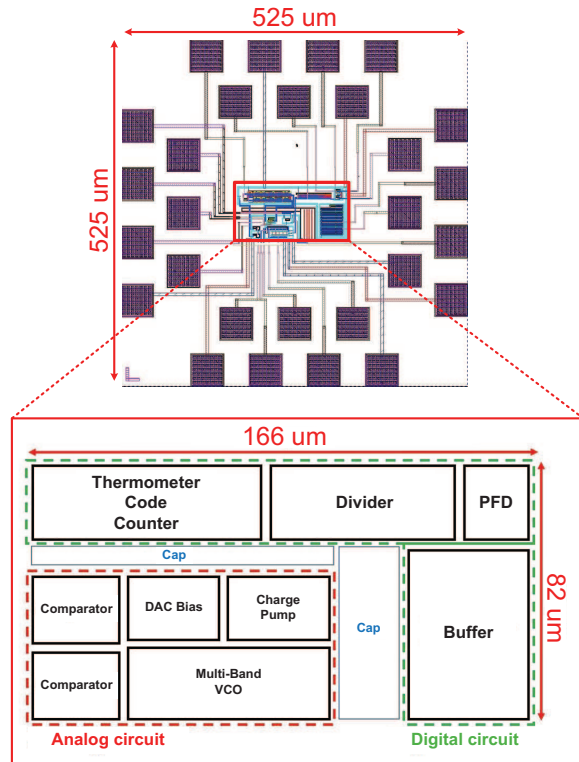 525 um
525 um
166 um
Thermometer
Code
Counter
Divider
PFD
82 um
Cap
Comparator
DAC Bias
Charge
Pump
Cap
Buffer
Comparator
Multi-Band
VCO
Analog circuit
Digital circuit